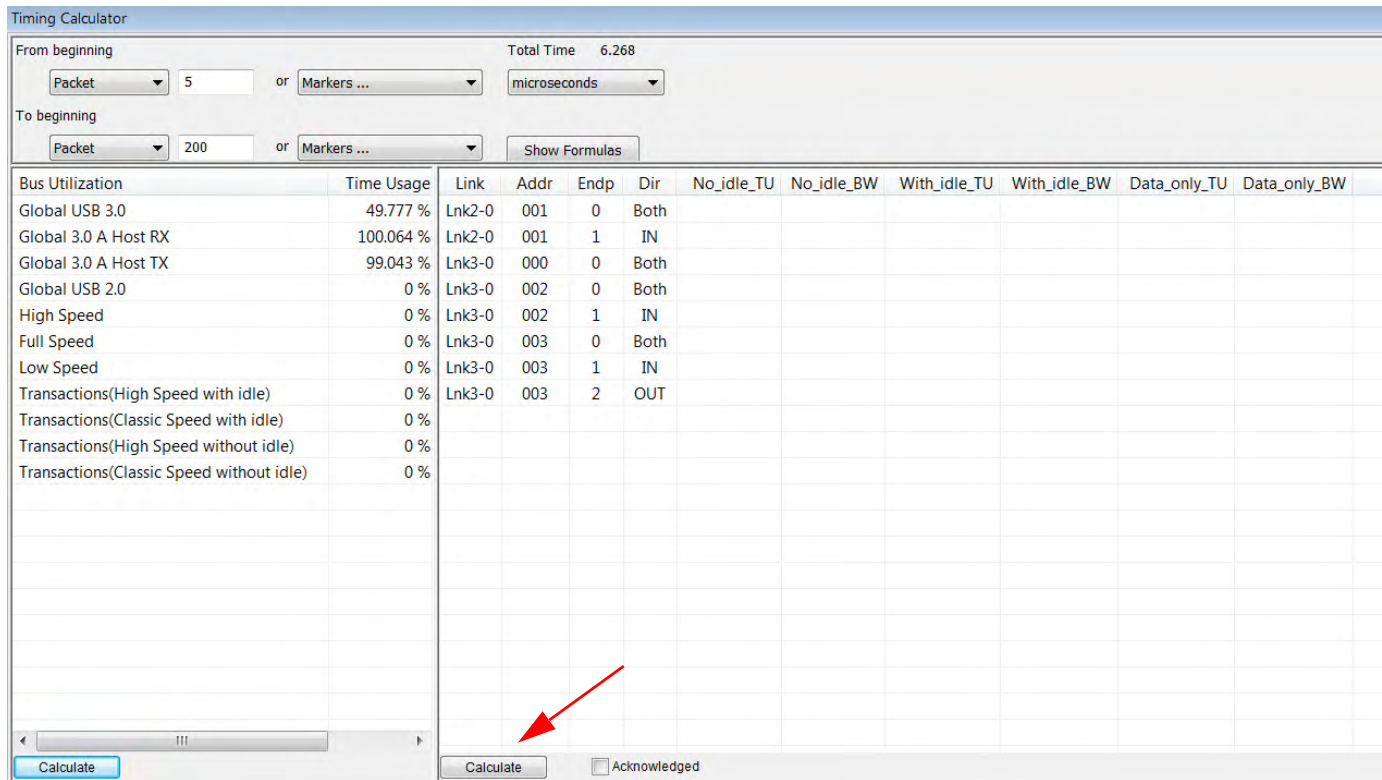 Timing Calculator
From beginning Total Time 6.268
Packet 5 or Markers ... microseconds
To beginning
Packet 200 or Markers ... Show Formulas
Bus Utilization Time Usage Link Addr Endp Dir No_idle_TU No_idle_BW With_idle_TU With_idle_BW Data_only_TU Data_only_BW
Global USB 3.0 49.777 % Lnk2-0 001 0 Both
Global 3.0 A Host RX 100.064 % Lnk2-0 001 1 IN
Global 3.0 A Host TX 99.043 % Lnk3-0 000 0 Both
Global USB 2.0 0 % Lnk3-0 002 0 Both
High Speed 0 % Lnk3-0 002 1 IN
Full Speed 0 % Lnk3-0 003 0 Both
Low Speed 0 % Lnk3-0 003 1 IN
Transactions(High Speed with idle) 0 % Lnk3-0 003 2 OUT
Transactions(Classic Speed with idle) 0 %
Transactions(High Speed without idle) 0 %
Transactions(Classic Speed without idle) 0 %
Calculate Calculate Acknowledged